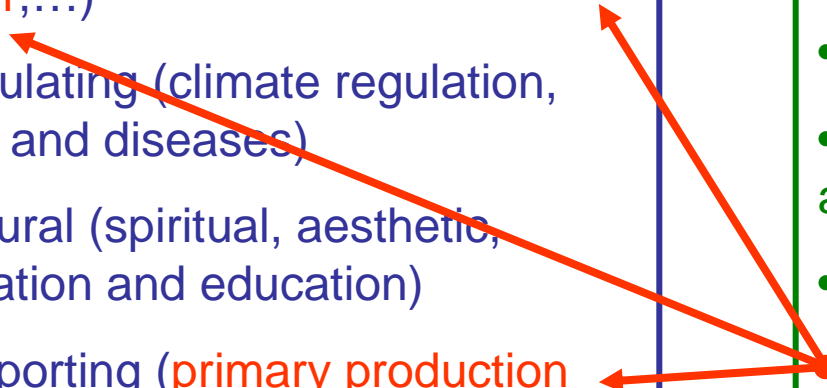 ,…)
ulating (climate regulation,
and diseases)
ural (spiritual, aesthetic,
ation and education)
porting (primary production
•
•
a
•